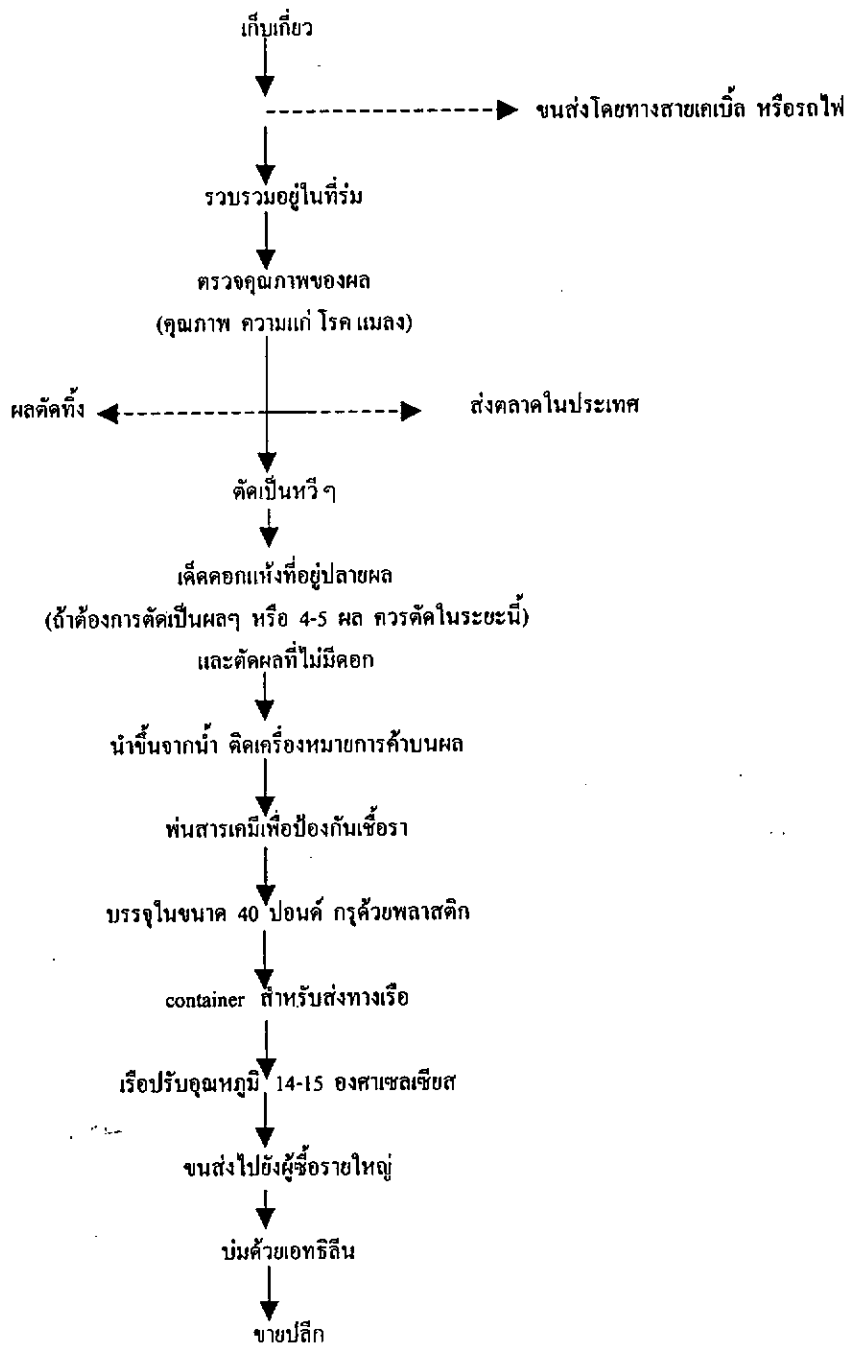 เก็บเกี่ยว
ขนส่งโดยทางสายเคเบิ้ล หรือรถไฟ
รวบรวมอยู่ในที่ร่ม
ตรวจคุณภาพของผล
(คุณภาพ ความแก่ โรค แมลง)
ผลตัดทิ้ง
ส่งตลาดในประเทศ
ตัดเป็นหวี ๆ
เด็ดดอกแห้งที่อยู่ปลายผล
(ถ้าต้องการตัดเป็นผลๆ หรือ 4-5 ผล ควรตัดในระยะนี้)
และตัดผลที่ไม่มีดอก
นำขึ้นจากน้ำ ติดเครื่องหมายการค้าบนผล
พ่นสารเคมีเพื่อป้องกันเชื้อรา
บรรจุในขนาด 40 ปอนด์ กรุด้วยพลาสติก
container สำหรับส่งทางเรือ
เรือปรับอุณหภูมิ 14-15 องศาเซลเซียส
ขนส่งไปยังผู้ซื้อรายใหญ่
บ่มด้วยเอทธิลีน
ขายปลีก